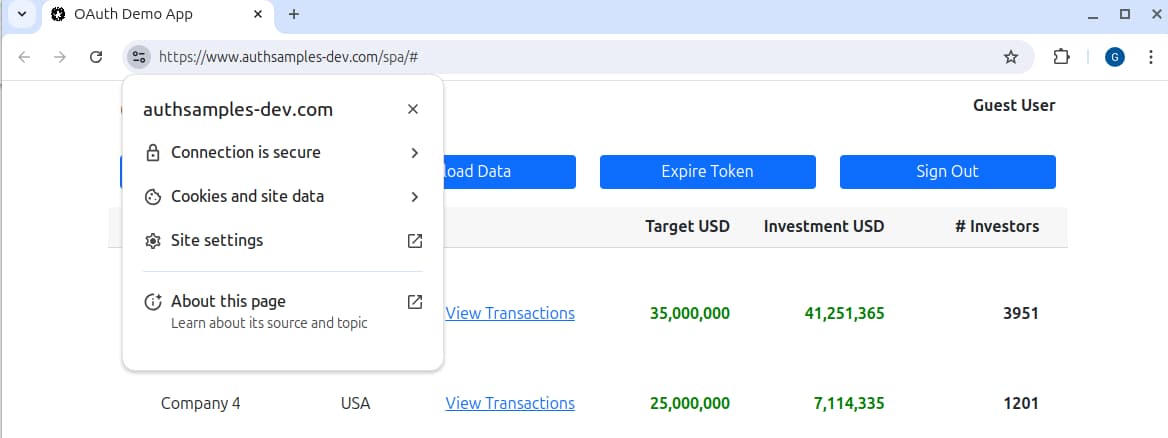 OAuth Demo App
https://www.authsamples-dev.com/spa/#
G
authsamples-dev.com
Connection is secure
Cookies and site data
Site settings
About this page
Learn about its source and topic
Guest User
load Data
Expire Token
Sign Out
Target USD Investment USD # Investors
View Transactions 35,000,000 41,251,365 3951
Company 4 USA View Transactions 25,000,000 7,114,335 1201